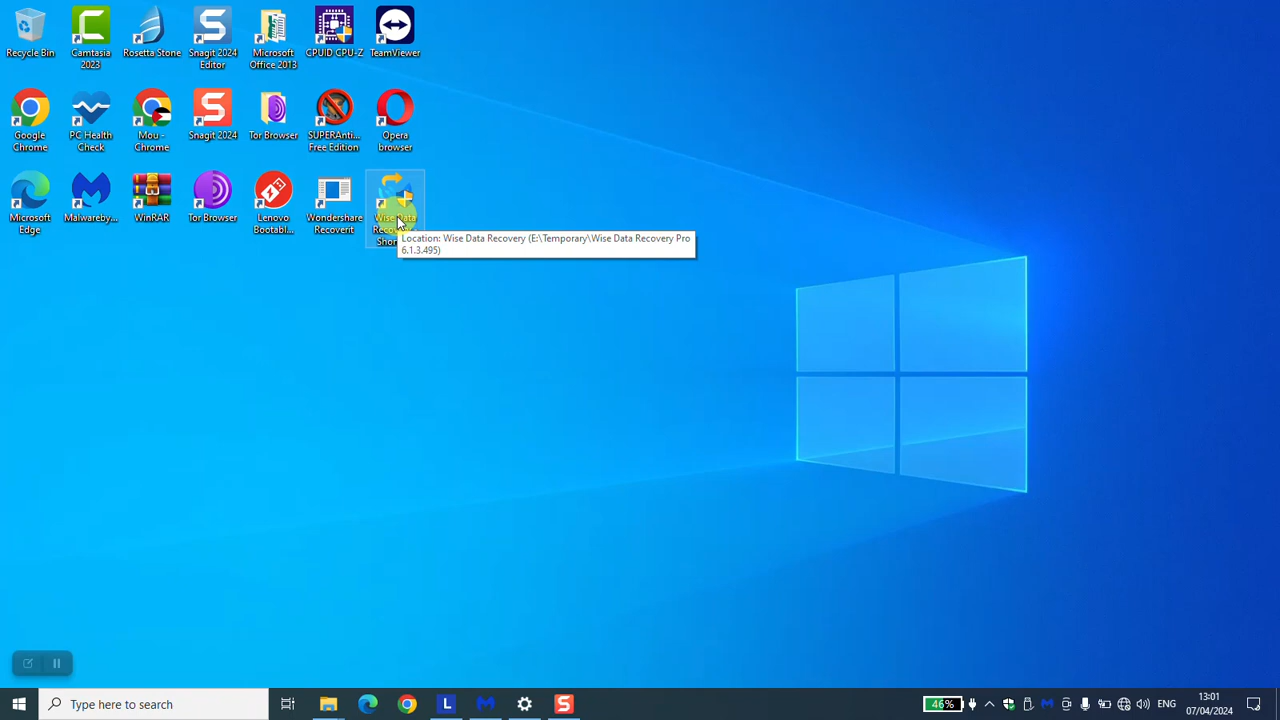 Recycle Bin
Camtasia
2023
Rosetta Stone
Snagit 2024
Editor
Microsoft
Office 2013
CPUID CPU-Z
TeamViewer
Google
Chrome
PC Health
Check
Mou -
Chrome
Snagit 2024
Tor Browser
SUPERAnti...
Free Edition
Opera
browser
Microsoft
Edge
Malwareby...
WinRAR
Tor Browser
Lenovo
Bootabl...
Wondershare
Recoverit
Wise Data
Location: Wise Data Recovery (E:\Temporary\Wise Data Recovery Pro
6.1.3.495)
Type here to search
46%
ENG
13:01
07/04/2024